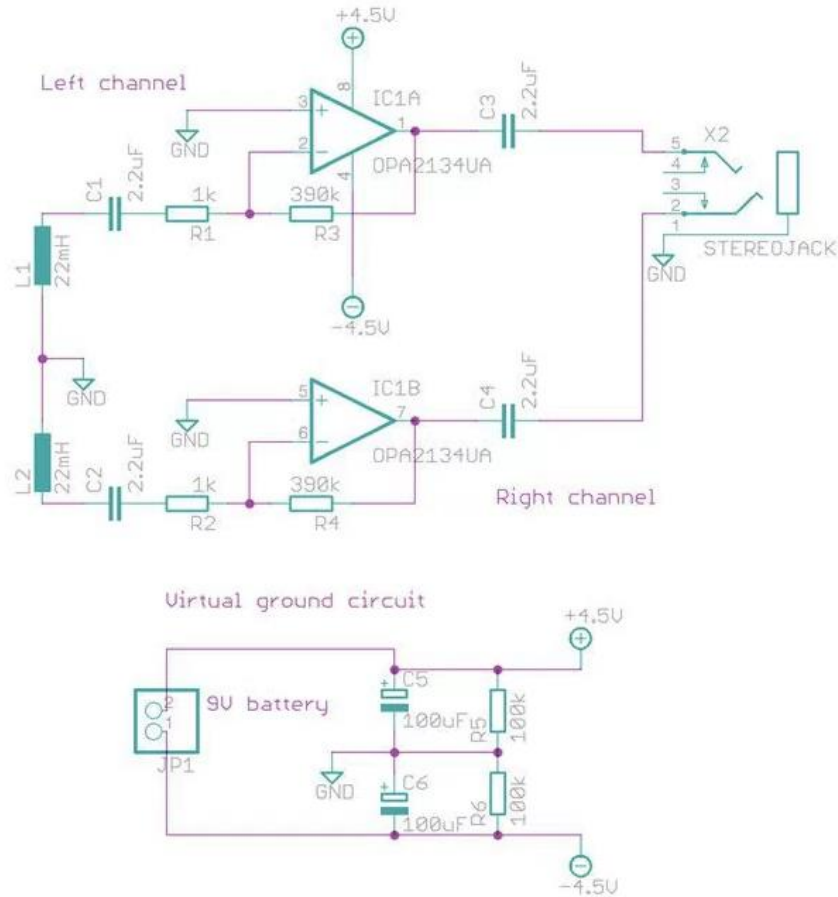 +4.5V
Left channel
8
IC1A
3
+
1
GND
2
-
OPA2134UA
4
C3
2.2uF
X2
5
4
3
2
1
GND
STEREOJACK
C1
2.2uF
1k
R1
390k
R3
L1
22mH
-4.5V
GND
IC1B
5
+
7
GND
6
-
OPA2134UA
C4
2.2uF
L2
22mH
C2
2.2uF
1k
R2
390k
R4
Right channel
Virtual ground circuit
+4.5V
2
1
9V battery
JP1
+
C5
100uF
R5
100k
GND
+
C6
100uF
R6
100k
-4.5V